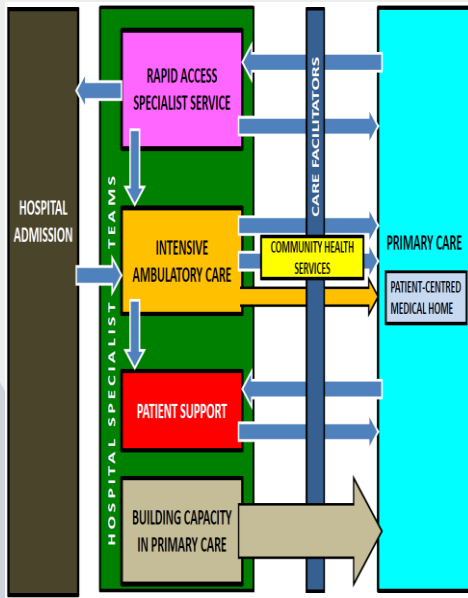 RAPID ACCESS
SPECIALIST SERVICE
CARE FACILITATORS
HOSPITAL
ADMISSION
HOSPITAL SPECIALIST TEAMS
INTENSIVE
AMBULATORY CARE
COMMUNITY HEALTH
SERVICES
PRIMARY CARE
PATIENT-CENTRED
MEDICAL HOME
PATIENT SUPPORT
BUILDING CAPACITY
IN PRIMARY CARE